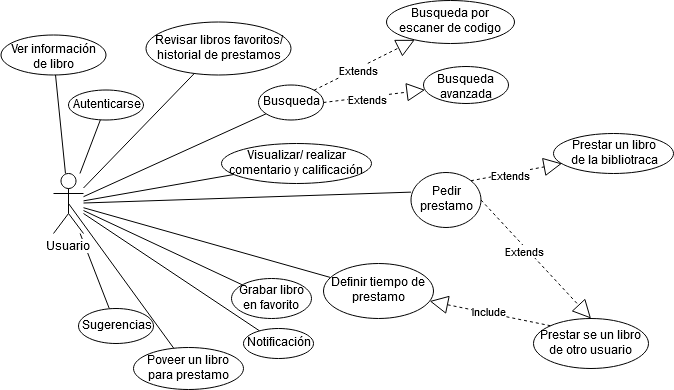 Busqueda por
escaner de codigo
Revisar libros favoritos/
historial de prestamos
Ver información
de libro
Extends
Busqueda
avanzada
Autenticarse
Busqueda
Extends
Prestar un libro
de la bibliotraca
Visualizar/ realizar
comentario y calificación
Extends
Pedir
prestamo
Usuario
Extends
Definir tiempo de
prestamo
Grabar libro
en favorito
Include
Sugerencias
Notificación
Prestar se un libro
de otro usuario
Poveer un libro
para prestamo